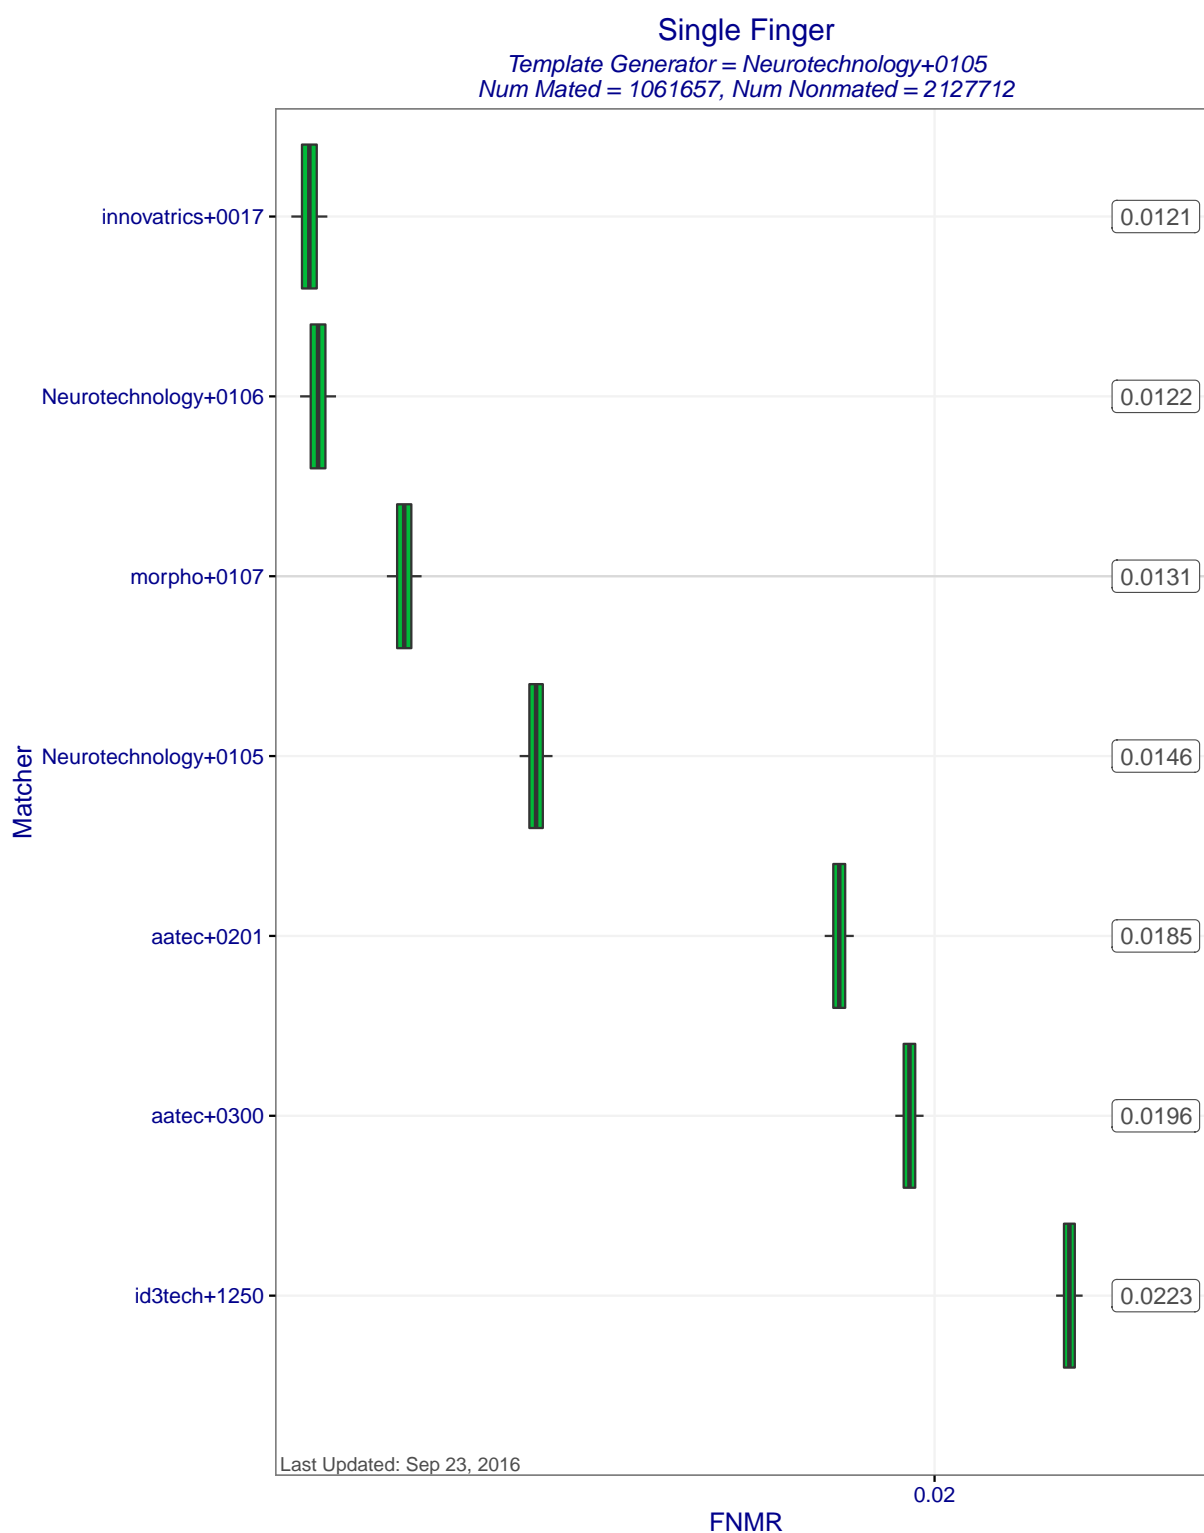 Single Finger
Template Generator = Neurotechnology+0105
Num Mated = 1061657, Num Nonmated = 2127712
innovatrics+0017
0.0121
Neurotechnology+0106
0.0122
morpho+0107
0.0131
Matcher
Neurotechnology+0105
0.0146
aatec+0201
0.0185
aatec+0300
0.0196
id3tech+1250
0.0223
Last Updated: Sep 23, 2016
0.02
FNMR